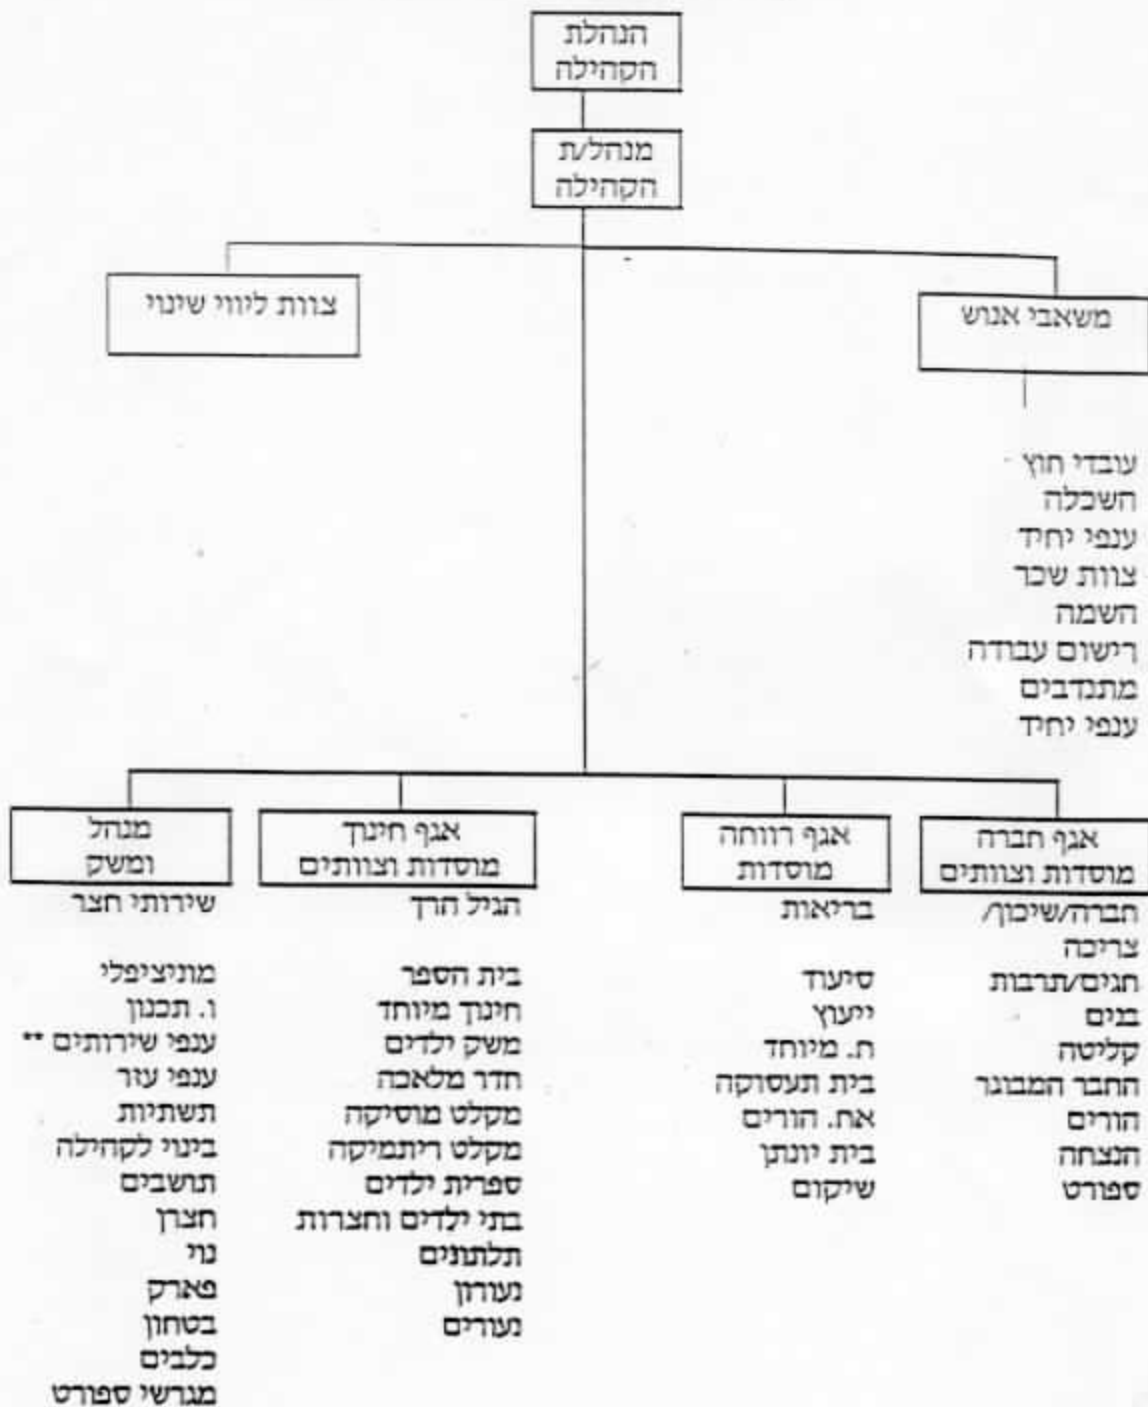 הנהלת
הקהילה
מנהל/ת
הקהילה
משאבי אנוש
צוות ליווי שינוי
עובדי חוץ
השכלה
ענפי יחיד
צוות שכר
השמה
רישום עבודה
מתנדבים
ענפי יחיד
אגף חברה
מוסדות וצוותים
חברה/שיכון/
צריכה
חגים/תרבות
בנים
קליטה
החבר המבוגר
הורים
הנצחה
ספורט
אגף רווחה
מוסדות
בריאות
סיעוד
ייעוץ
ח. מיוחד
בית תעסוקה
אח. הורים
בית יונתן
שיקום
אגף חינוך
מוסדות וצוותים
הגיל הרך
בית הספר
חינוך מיוחד
משק ילדים
חדר מלאכה
מקלט מוסיקה
מקלט ריתמיקה
ספרית ילדים
בתי ילדים וחצרות
תלתונים
נעורון
נעורים
מנהל
ומשק
שירותי חצר
מוניציפלי
ו. תכנון
ענפי שירותים **
ענפי עזר
תשתיות
בינוי לקהילה
תושבים
חצרן
נוי
פארק
בטחון
כלבים
מגרשי ספורט